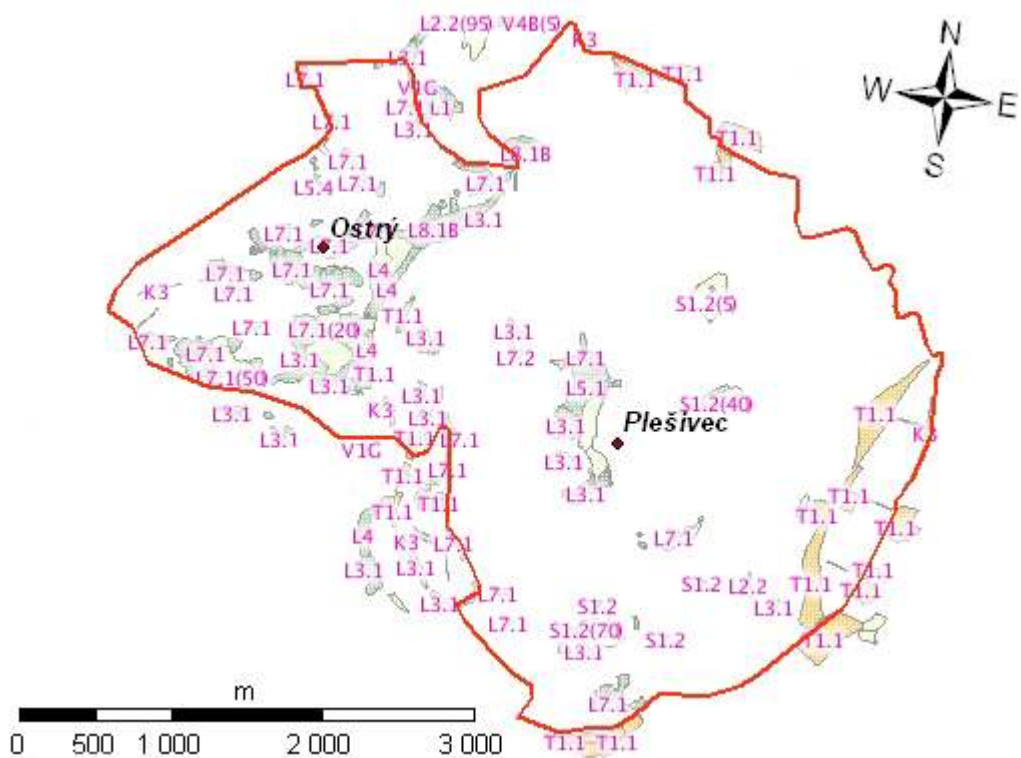 L2.2(95) V4B(5)
K3
N
L3.1
L7.1
T1.1 T1.1
V1G
W
E
L7.1 L1
L7.1
L3.1
T1.1
S
L8.1B
L7.1
T1.1
L5.4 L7.1
L7.1
L3.1
Ostrý
L8.1B
L7.1
L7.1
L7.1
L7.1
L4
K3
L7.1
L7.1
L4
S1.2(5)
T1.1
L7.1
L7.1(20)
L3.1
L3.1
L7.1
L7.1
L4
L3.1
L7.2
L7.1
L7.1(50)
L3.1
T1.1
L5.1
L3.1
S1.2(40)
L3.1
K3
L3.1
L3.1
T1.1
L3.1
T1.1
L7.1
Plešivec
K3
V1G
L3.1
T1.1
L7.1
L3.1
T1.1
T1.1
T1.1
T1.1
T1.1
L4
K3
L7.1
L7.1
L3.1
L3.1
T1.1
S1.2
L2.2
T1.1
T1.1
L3.1
L7.1
S1.2
L3.1
L7.1
S1.2(70)
S1.2
T1.1
L3.1
m
L7.1
0 500 1 000 2 000 3 000
T1.1 T1.1